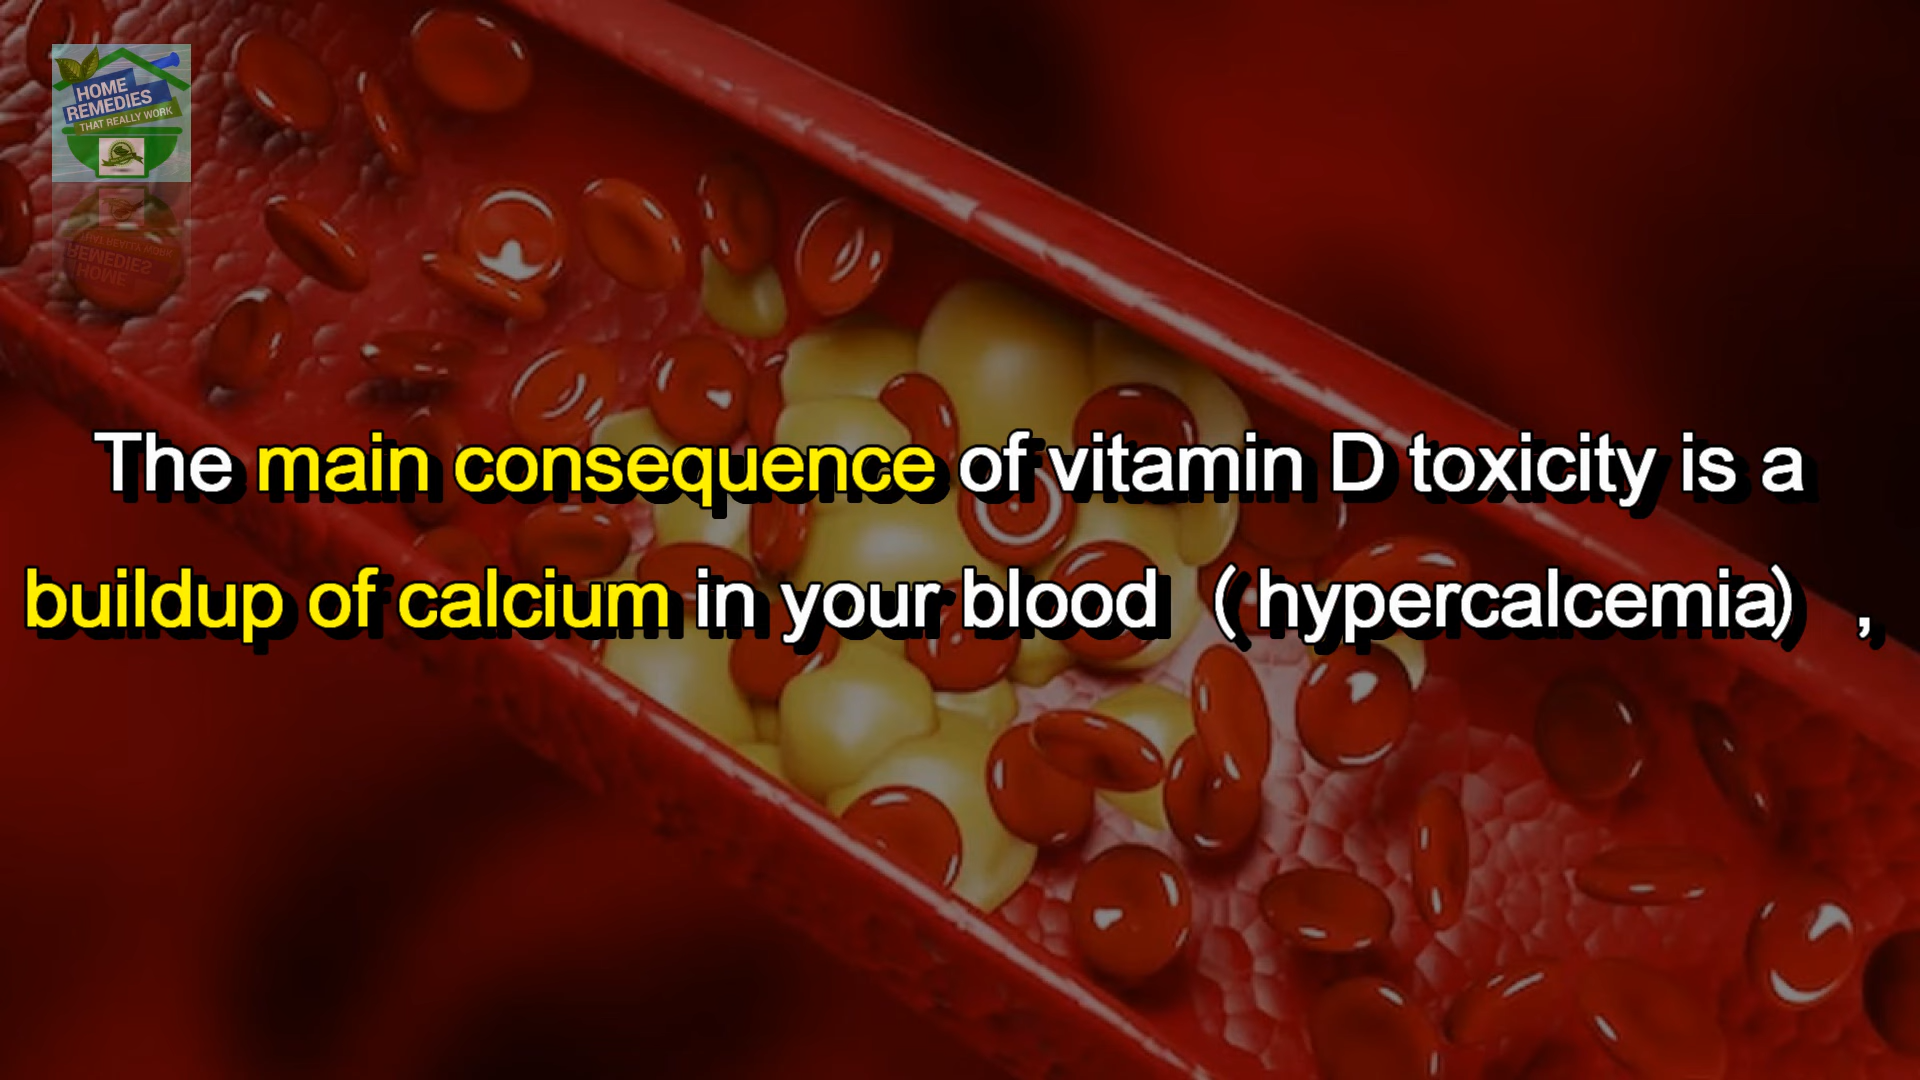 HOME
REMEDIES
THAT REALLY WORK
The main consequence of vitamin D toxicity is a
buildup of calcium in your blood （hypercalcemia） ，